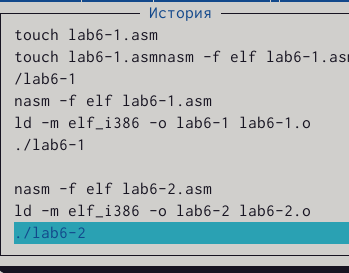 История
touch lab6-1.asm
touch lab6-1.asmnasm -f elf lab6-1.asm
/lab6-1
nasm -f elf lab6-1.asm
ld -m elf_i386 -o lab6-1 lab6-1.o
./lab6-1
nasm -f elf lab6-2.asm
ld -m elf_i386 -o lab6-2 lab6-2.o
./lab6-2